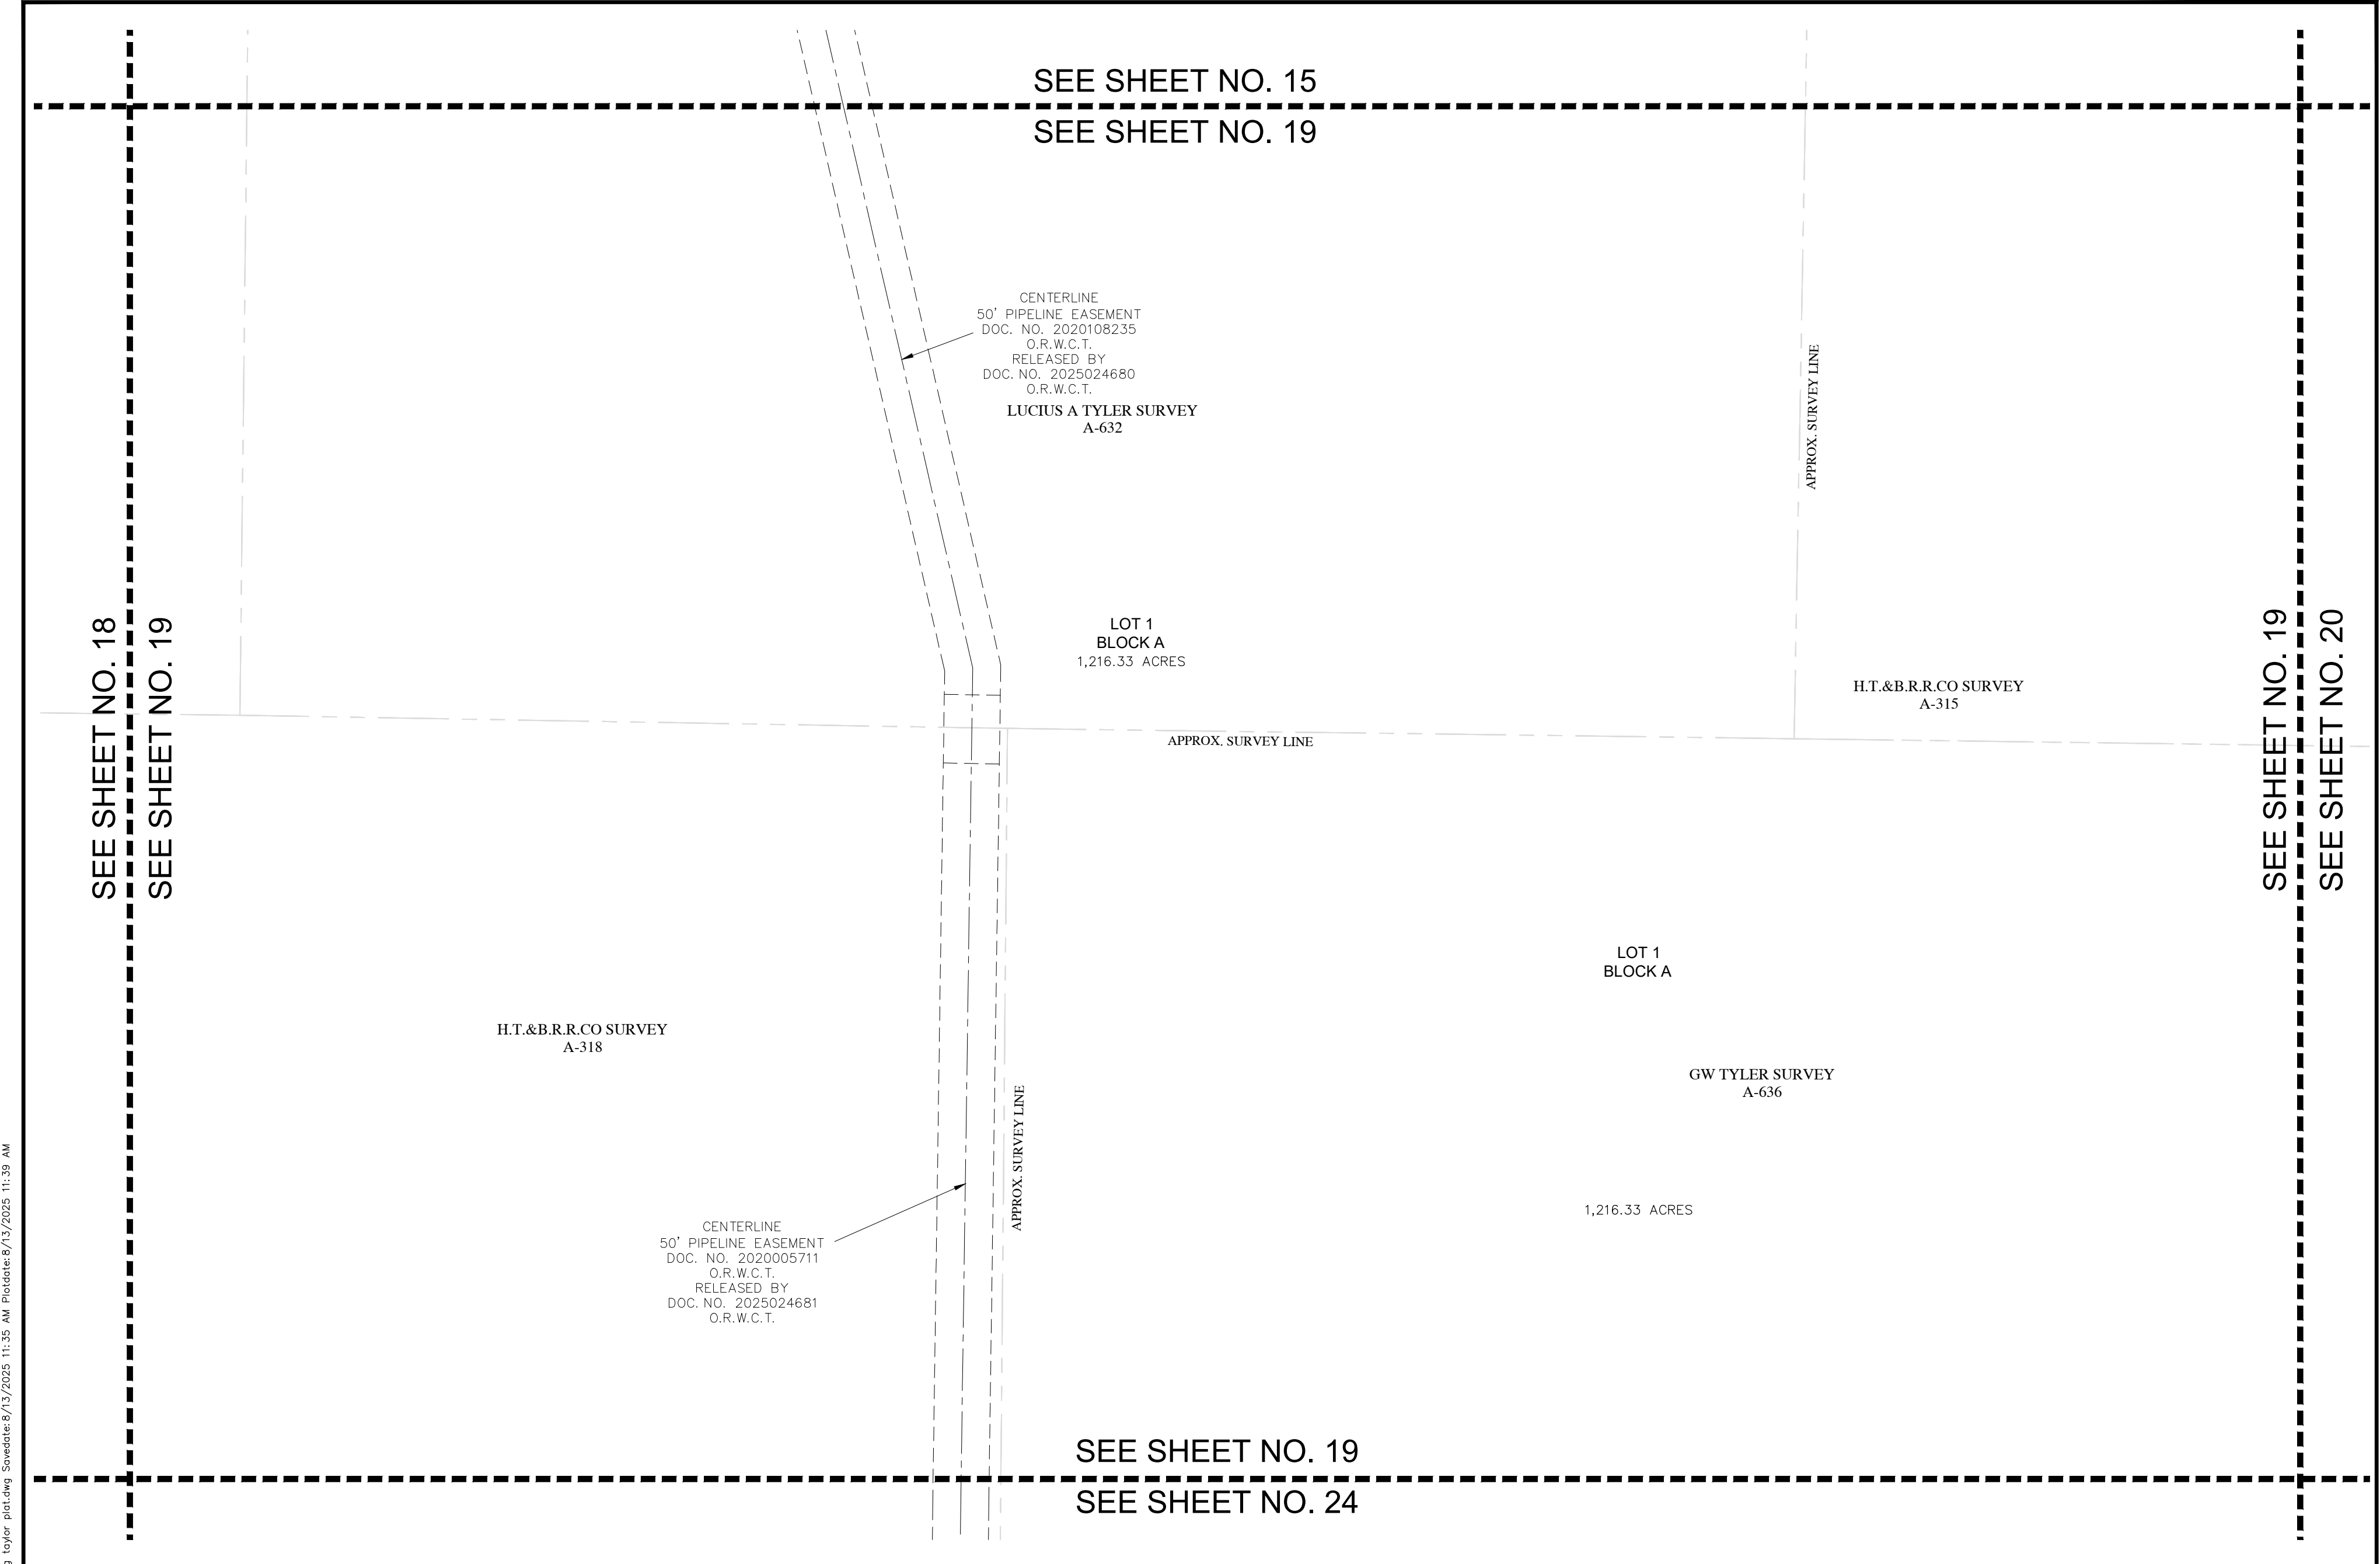 SEE SHEET NO. 15
SEE SHEET NO. 19
CENTERLINE
50' PIPELINE EASEMENT
DOC. NO. 2020108235
O.R.W.C.T.
RELEASED BY
DOC. NO. 2025024680
O.R.W.C.T.
LUCIUS A TYLER SURVEY
A-632
APPROX. SURVEY LINE
SEE SHEET NO. 18
SEE SHEET NO. 19
LOT 1
BLOCK A
1,216.33 ACRES
H.T.&B.R.R.CO SURVEY
A-315
SEE SHEET NO. 19
SEE SHEET NO. 20
APPROX. SURVEY LINE
LOT 1
BLOCK A
H.T.&B.R.R.CO SURVEY
A-318
GW TYLER SURVEY
A-636
APPROX. SURVEY LINE
1,216.33 ACRES
CENTERLINE
50' PIPELINE EASEMENT
DOC. NO. 2020005711
O.R.W.C.T.
RELEASED BY
DOC. NO. 2025024681
O.R.W.C.T.
SEE SHEET NO. 19
SEE SHEET NO. 24
taylor plat.dwg Savedate:8/13/2025 11:35 AM Plotdate:8/13/2025 11:39 AM